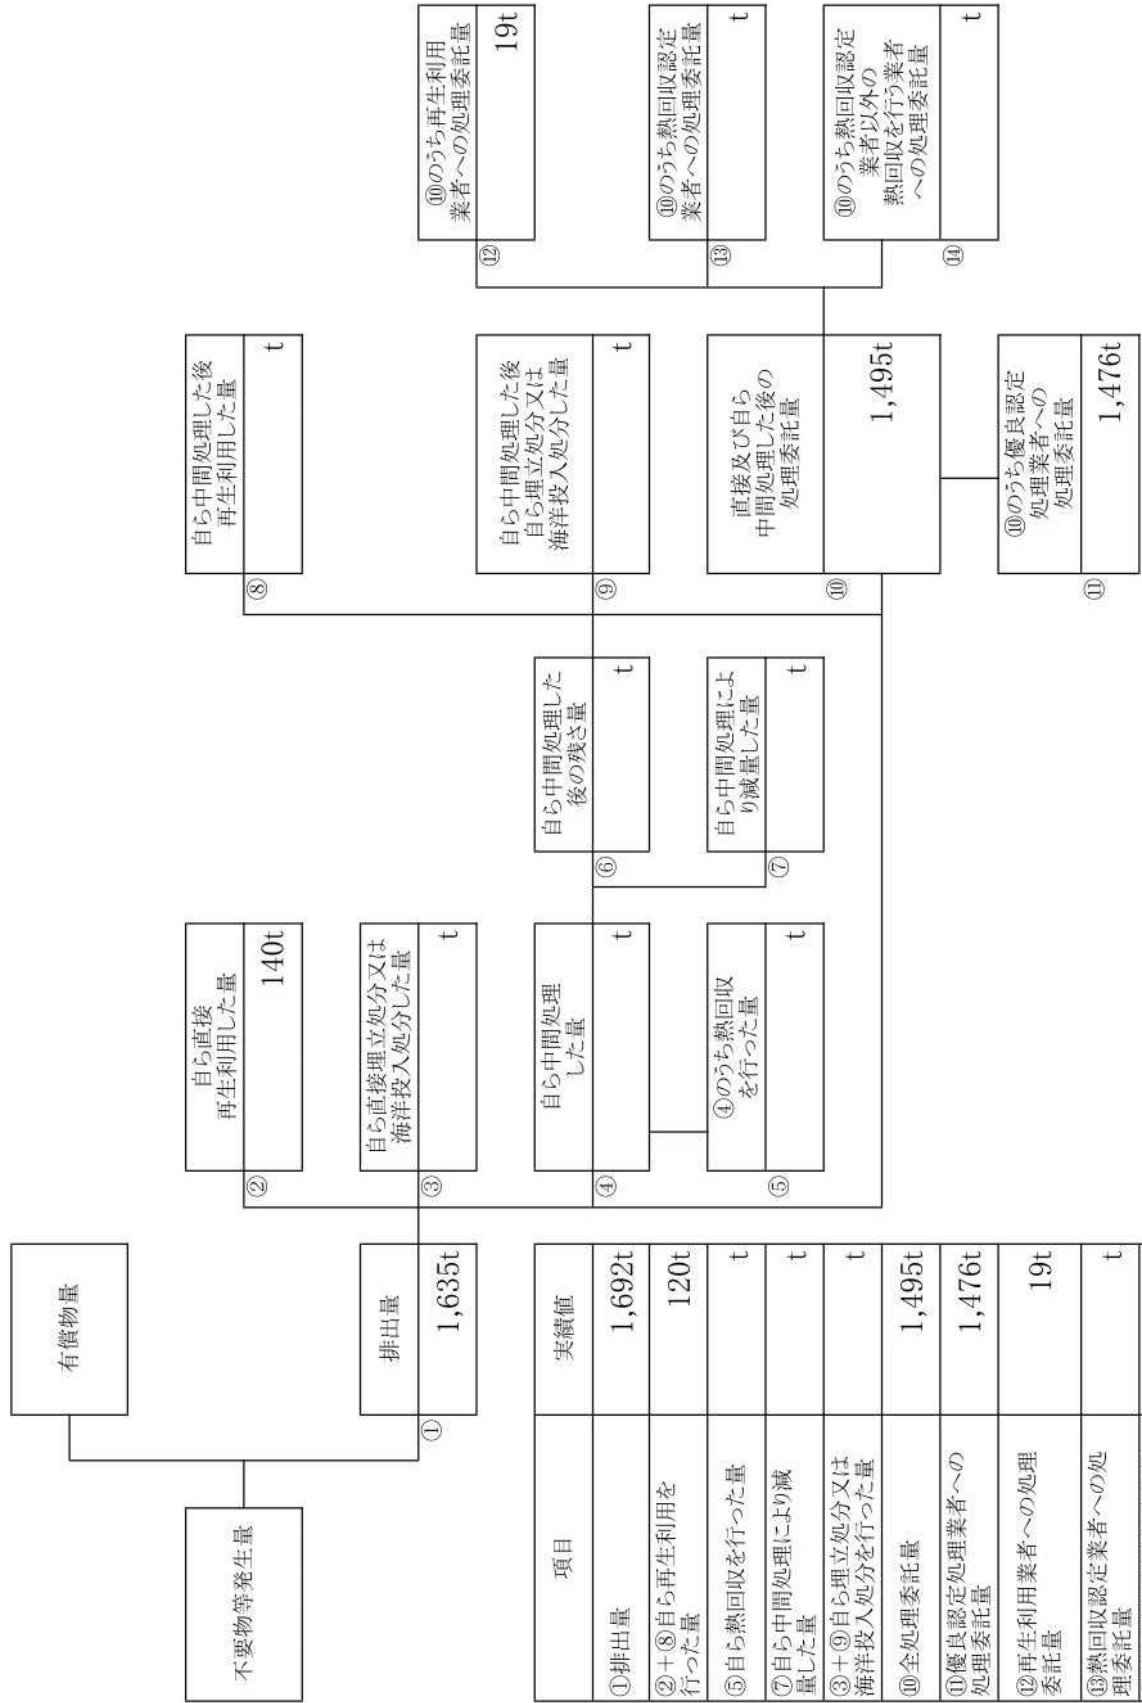 有償物量
不要物等発生量
排出量
①
1,635t
自ら直接
再生利用した量
②
140t
自ら直接埋立処分又は
海洋投入処分した量
③
t
自ら中間処理
した量
④
t
④のうち熱回収
を行った量
⑤
t
自ら中間処理した
後の残さ量
⑥
t
自ら中間処理によ
り減量した量
⑦
t
自ら中間処理した後
再生利用した量
⑧
t
自ら中間処理した後
自ら埋立処分又は
海洋投入処分した量
⑨
t
直接及び自ら
中間処理した後の
処理委託量
⑩
1,495t
⑩のうち優良認定
処理業者への
処理委託量
⑪
1,476t
⑩のうち再生利用
業者への処理委託量
⑫
19t
⑩のうち熱回収認定
業者への処理委託量
⑬
t
⑩のうち熱回収認定
業者以外の
熱回収を行う業者
への処理委託量
⑭
t
項目 実績値
①排出量 1,692t
②+⑧自ら再生利用を
行った量 120t
⑤自ら熱回収を行った量 t
⑦自ら中間処理により減
量した量 t
③+⑨自ら埋立処分又は
海洋投入処分を行った量 t
⑩全処理委託量 1,495t
⑪優良認定処理業者への
処理委託量 1,476t
⑫再生利用業者への処理
委託量 19t
⑬熱回収認定業者への処
理委託量 t